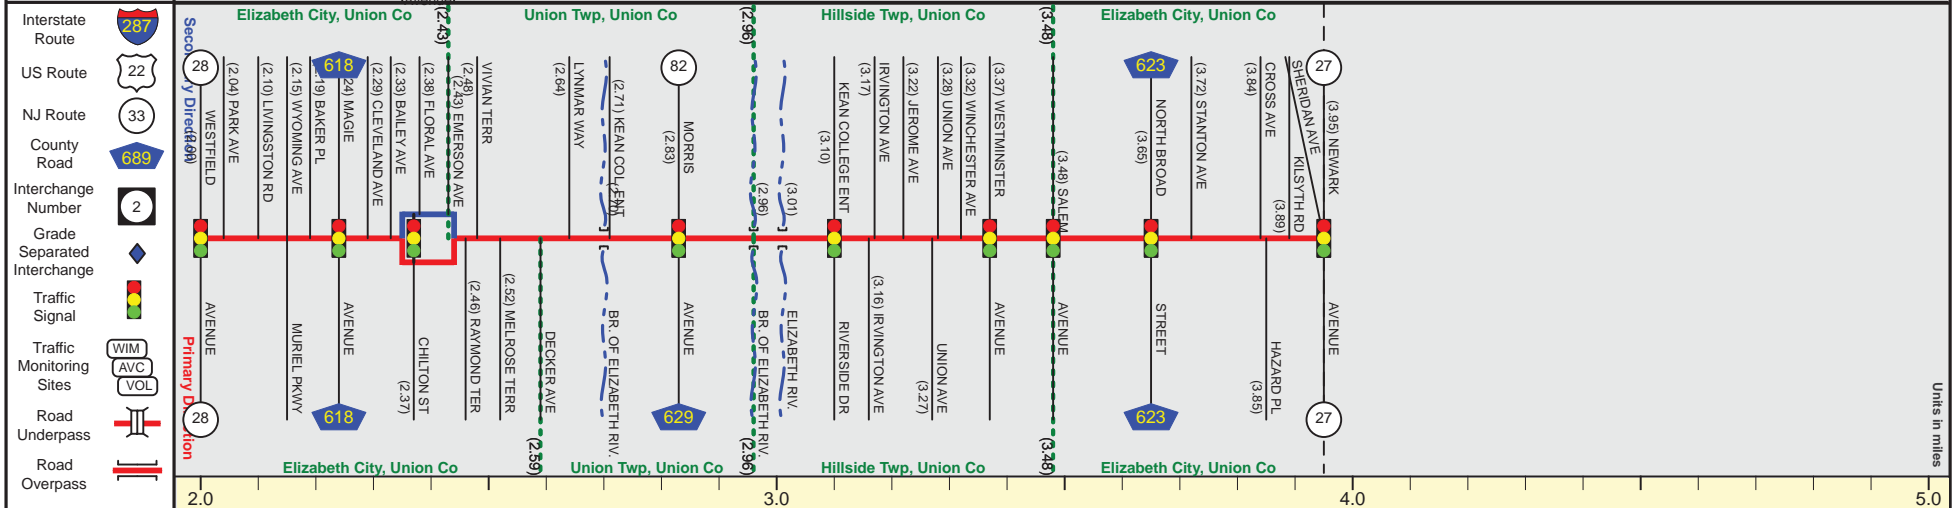 Interstate
Route
287
US Route
22
NJ Route
33
County
Road
689
Interchange
Number
2
Grade
Separated
Interchange
Traffic
Signal
Traffic
Monitoring
Sites
WIM
AVC
VOL
Road
Underpass
Road
Overpass
Elizabeth City, Union Co
Union Twp, Union Co
Hillside Twp, Union Co
Elizabeth City, Union Co
(2.43)
(2.96)
(3.48)
28
WESTFIELD
(2.04) PARK AVE
(2.10) LIVINGSTON RD
(2.15) WYOMING AVE
BAKER PL
618
MAGIE
(2.29) CLEVELAND AVE
(2.33) BAILEY AVE
(2.38) FLORAL AVE
(2.43) EMERSON AVE
(2.48)
VIVIAN TERR
(2.64)
LYNMAR WAY
(2.71) KEAN COL ENT
82
MORRIS
(2.83)
(2.96)
(3.01)
KEAN COLLEGE ENT
(3.10)
(3.17)
IRVINGTON AVE
(3.22) JEROME AVE
(3.28) UNION AVE
(3.32) WINCHESTER AVE
(3.37) WESTMINSTER
(3.48) SALEM
623
NORTH BROAD
(3.65)
(3.72) STANTON AVE
(3.84)
CROSS AVE
SHERIDAN AVE
KILSYTH RD
(3.89)
27
(3.95) NEWARK
AVENUE
28
MURIEL PKWY
AVENUE
618
CHILTON ST
(2.37)
(2.46) RAYMOND TER
(2.52) MELROSE TERR
DECKER AVE
(2.59)
BR. OF ELIZABETH RIV.
AVENUE
629
BR. OF ELIZABETH RIV.
(2.96)
ELIZABETH RIV.
RIVERSIDE DR
(3.16) IRVINGTON AVE
UNION AVE
(3.27)
AVENUE
AVENUE
(3.48)
STREET
623
HAZARD PL
(3.85)
AVENUE
27
Elizabeth City, Union Co
Union Twp, Union Co
Hillside Twp, Union Co
Elizabeth City, Union Co
Units in miles
2.0
3.0
4.0
5.0